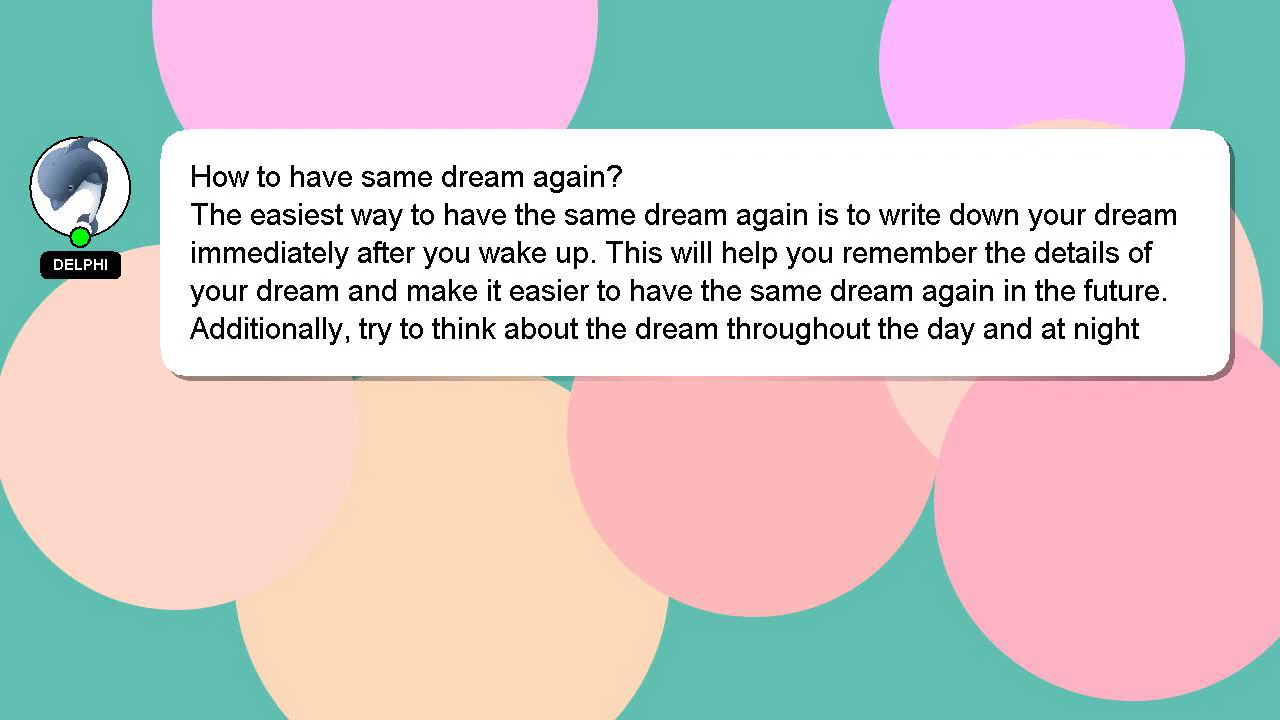 DELPHI
How to have same dream again?
The easiest way to have the same dream again is to write down your dream
immediately after you wake up. This will help you remember the details of
your dream and make it easier to have the same dream again in the future.
Additionally, try to think about the dream throughout the day and at night